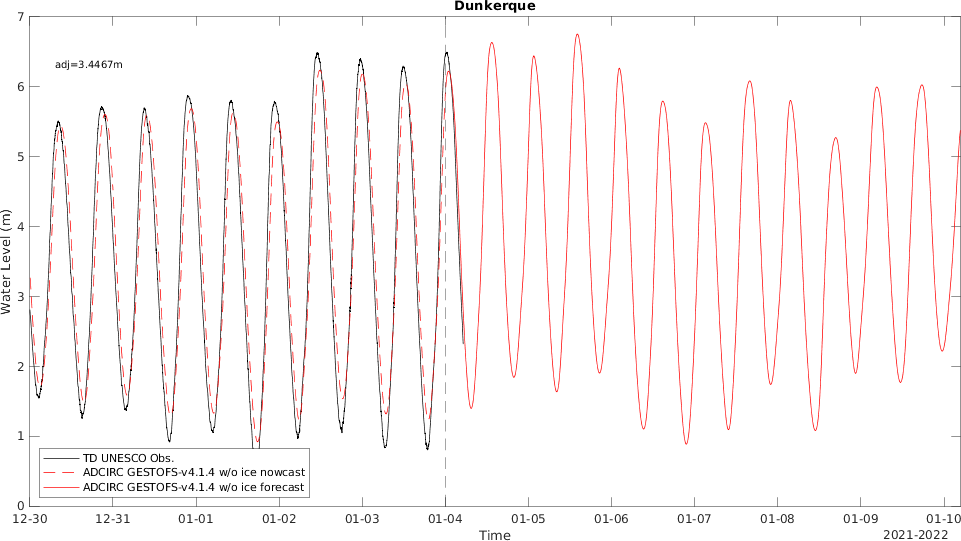 Dunkerque
7
6
5
4
3
2
1
0
Water Level (m)
adj=3.4467m
TD UNESCO Obs.
ADCIRC GESTOFS-v4.1.4 w/o ice nowcast
ADCIRC GESTOFS-v4.1.4 w/o ice forecast
12-30 12-31 01-01 01-02 01-03 01-04 01-05 01-06 01-07 01-08 01-09 01-10
Time
2021-2022